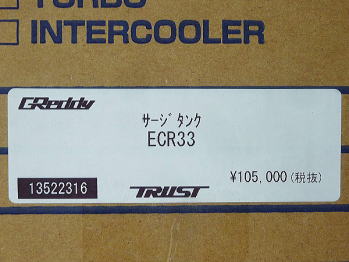 TURBO
INTERCOOLER
GReddy
ｻｰｼﾞﾀﾝｸ
ECR33
¥105,000(税抜)
13522316
TRUST